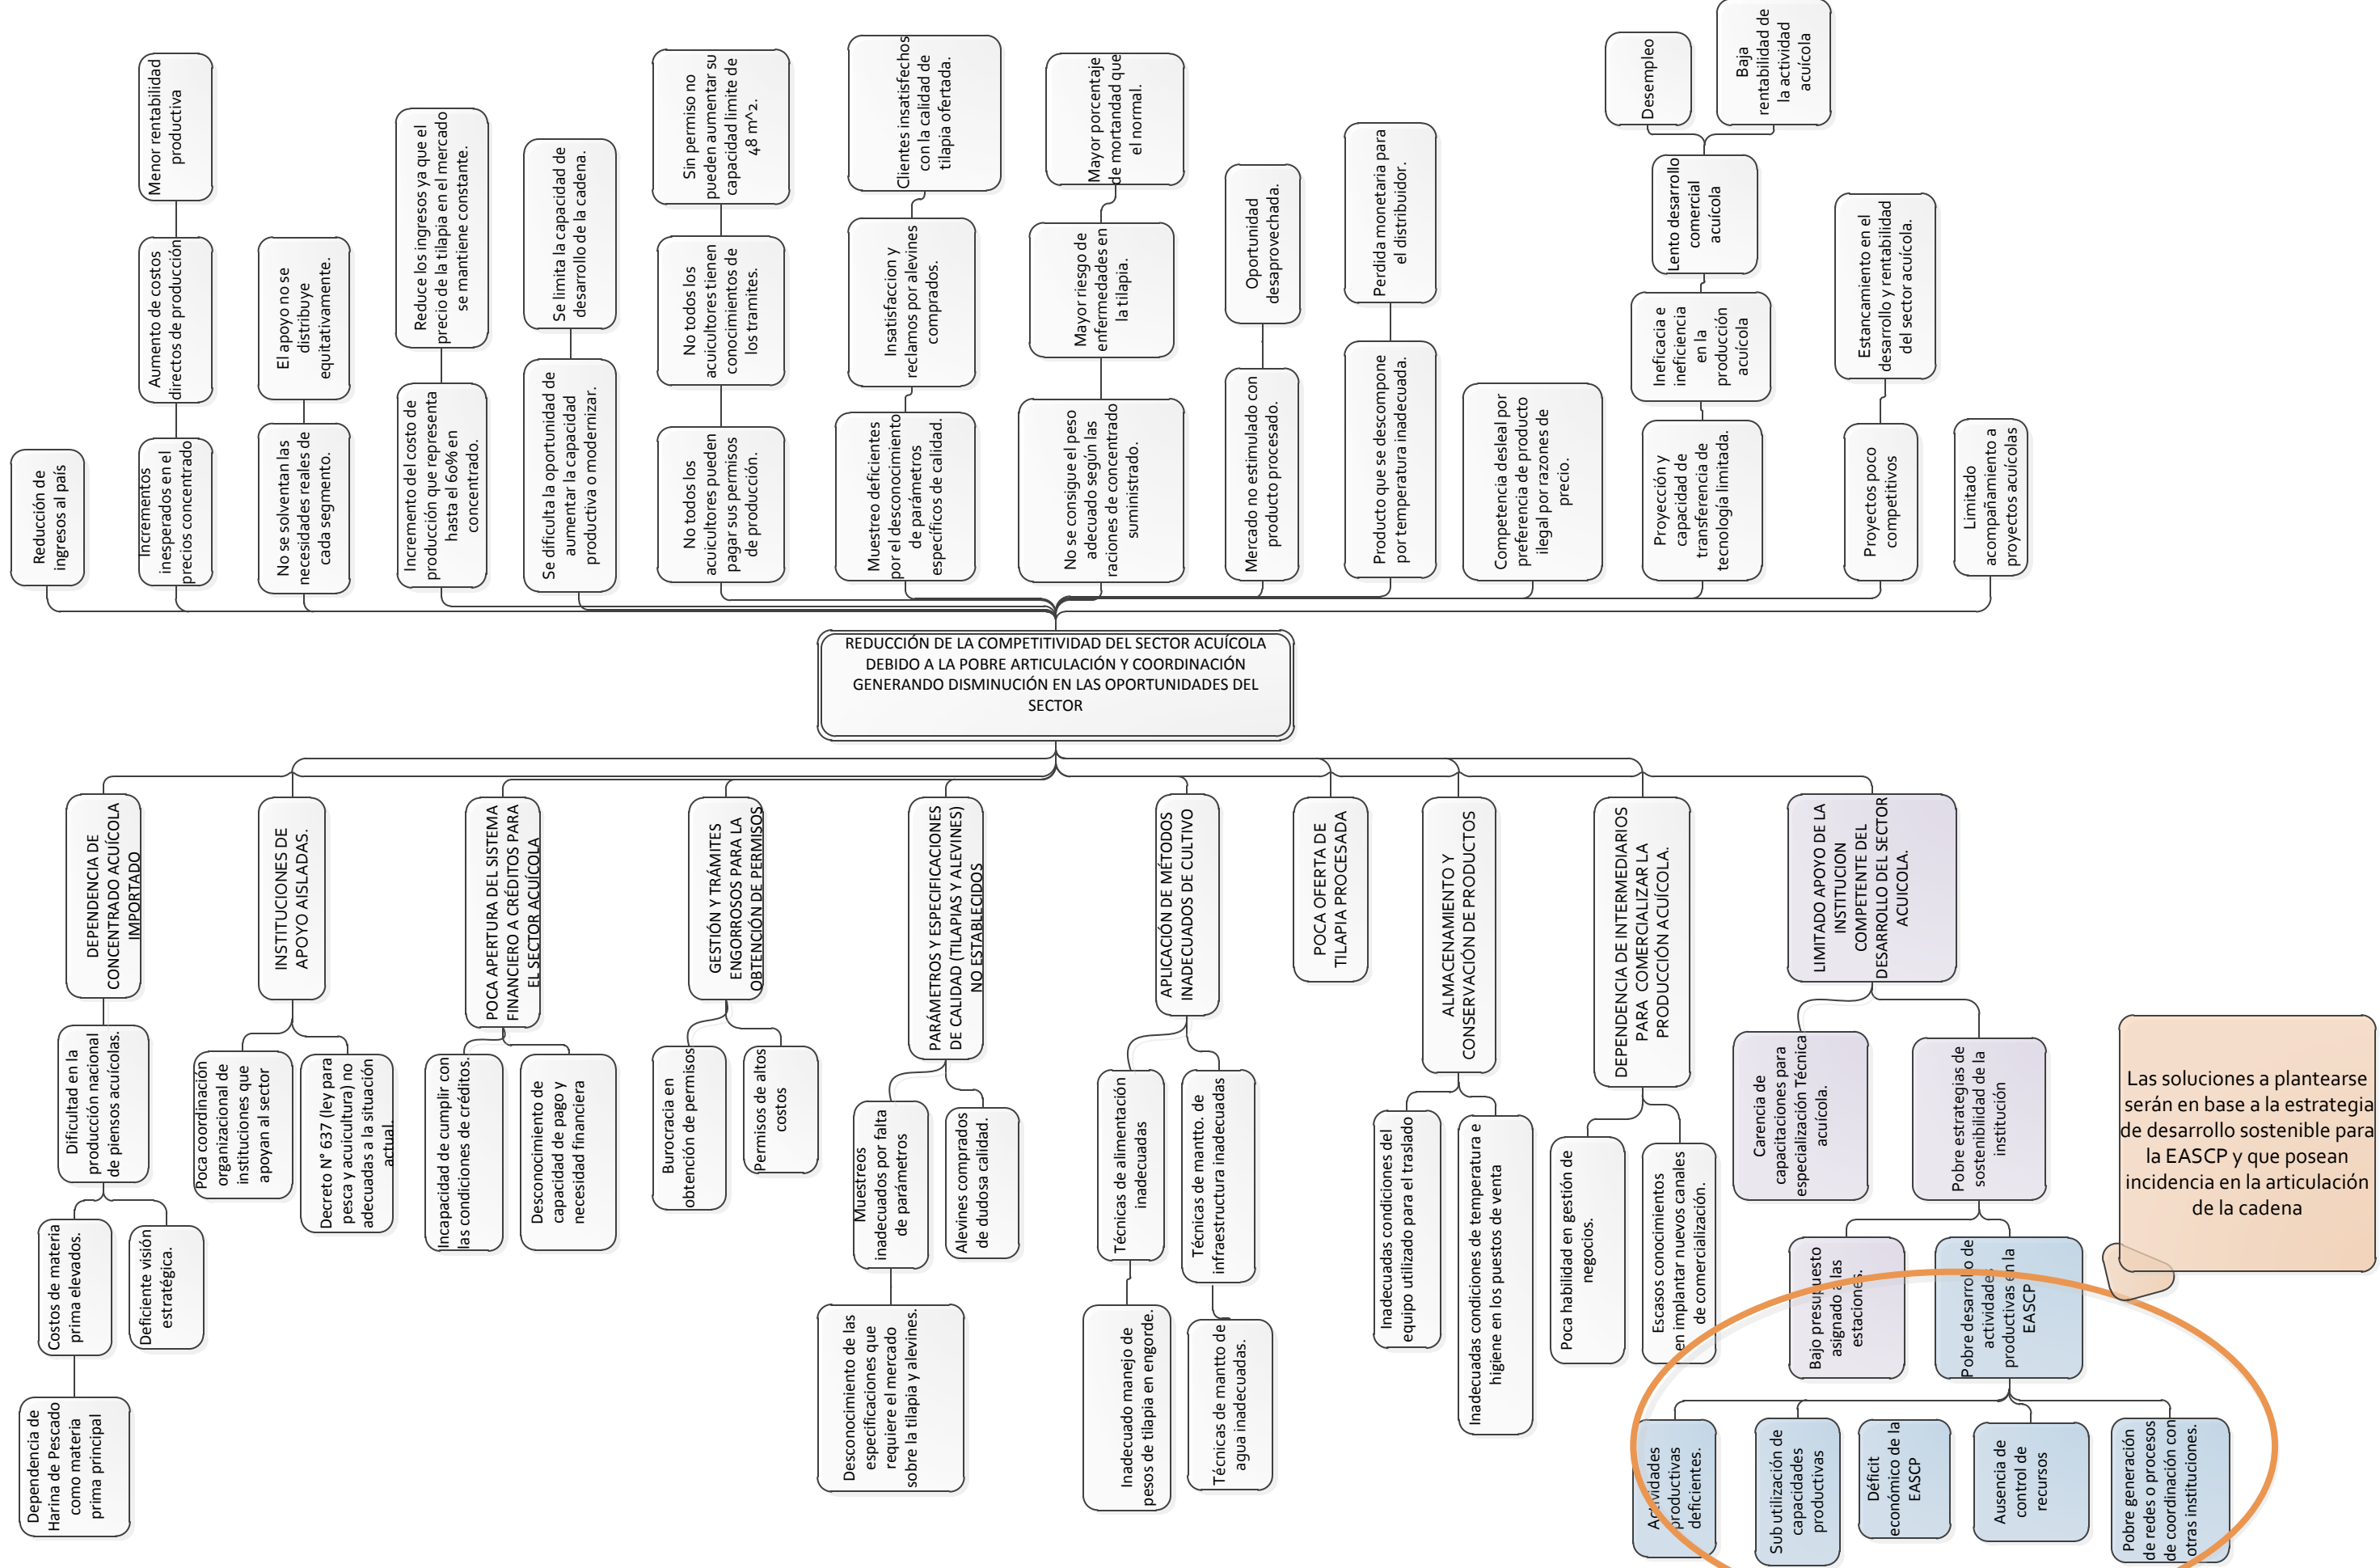 Reducción de
ingresos al país
Menor rentabilidad
productiva
Aumento de costos
directos de producción
Incrementos
inesperados en el
precios concentrado
El apoyo no se
distribuye
equitativamente.
No se solventan las
necesidades reales de
cada segmento.
Reduce los ingresos ya que el
precio de la tilapia en el mercado
se mantiene constante.
Incremento del costo de
producción que representa
hasta el 60% en
concentrado.
Se limita la capacidad de
desarrollo de la cadena.
Se dificulta la oportunidad de
aumentar la capacidad
productiva o modernizar.
Sin permiso no
pueden aumentar su
capacidad limite de
48 m^2.
No todos los
acuicultores tienen
conocimientos de
los tramites.
No todos los
acuicultores pueden
pagar sus permisos
de producción.
Clientes insatisfechos
con la calidad de
tilapia ofertada.
Insatisfaccion y
reclamos por alevines
comprados.
Muestreo deficientes
por el desconocimiento
de parámetros
específicos de calidad.
Mayor porcentaje
de mortandad que
el normal.
Mayor riesgo de
enfermedades en
la tilapia.
No se consigue el peso
adecuado según las
raciones de concentrado
suministrado.
Oportunidad
desaprovechada.
Mercado no estimulado con
producto procesado.
Perdida monetaria para
el distribuidor.
Producto que se descompone
por temperatura inadecuada.
Competencia desleal por
preferencia de producto
ilegal por razones de
precio.
Desempleo
Baja
rentabilidad de
la actividad
acuícola
Lento desarrollo
comercial
acuícola
Ineficacia e
ineficiencia
en la
producción
acuícola
Proyección y
capacidad de
transferencia de
tecnología limitada.
Estancamiento en el
desarrollo y rentabilidad
del sector acuícola.
Proyectos poco
competitivos
Limitado
acompañamiento a
proyectos acuícolas
REDUCCIÓN DE LA COMPETITIVIDAD DEL SECTOR ACUÍCOLA
DEBIDO A LA POBRE ARTICULACIÓN Y COORDINACIÓN
GENERANDO DISMINUCIÓN EN LAS OPORTUNIDADES DEL
SECTOR
DEPENDENCIA DE
CONCENTRADO ACUÍCOLA
IMPORTADO
Dificultad en la
producción nacional
de piensos acuícolas.
Costos de materia
prima elevados.
Deficiente visión
estratégica.
Dependencia de
Harina de Pescado
como materia
prima principal
INSTITUCIONES DE
APOYO AISLADAS.
Poca coordinación
organizacional de
instituciones que
apoyan al sector
Decreto N° 637 (ley para
pesca y acuicultura) no
adecuadas a la situación
actual.
POCA APERTURA DEL SISTEMA
FINANCIERO A CRÉDITOS PARA
EL SECTOR ACUÍCOLA
Incapacidad de cumplir con
las condiciones de créditos.
Desconocimiento de
capacidad de pago y
necesidad financiera
GESTIÓN Y TRÁMITES
ENGORROSOS PARA LA
OBTENCIÓN DE PERMISOS
Burocracia en
obtención de permisos
Permisos de altos
costos
PARÁMETROS Y ESPECIFICACIONES
DE CALIDAD (TILAPIAS Y ALEVINES)
NO ESTABLECIDOS
Muestreos
inadecuados por falta
de parámetros
Alevines comprados
de dudosa calidad.
Desconocimiento de las
especificaciones que
requiere el mercado
sobre la tilapia y alevines.
APLICACIÓN DE MÉTODOS
INADECUADOS DE CULTIVO
Técnicas de alimentación
inadecuadas
Técnicas de mantto. de
infraestructura inadecuadas
Inadecuado manejo de
pesos de tilapia en engorde.
Técnicas de mantto de
agua inadecuadas.
POCA OFERTA DE
TILAPIA PROCESADA
ALMACENAMIENTO Y
CONSERVACIÓN DE PRODUCTOS
Inadecuadas condiciones del
equipo utilizado para el traslado
Inadecuadas condiciones de temperatura e
higiene en los puestos de venta
DEPENDENCIA DE INTERMEDIARIOS
PARA COMERCIALIZAR LA
PRODUCCIÓN ACUÍCOLA.
Poca habilidad en gestión de
negocios.
Escasos conocimientos
en implantar nuevos canales
de comercialización.
LIMITADO APOYO DE LA
INSTITUCION
COMPETENTE DEL
DESARROLLO DEL SECTOR
ACUICOLA.
Carencia de
capacitaciones para
especialización Técnica
acuícola.
Pobre estrategias de
sostenibilidad de la
institución
Bajo presupuesto
asignado a las
estaciones.
Pobre desarrollo de
actividades
productivas en la
EASCP
Actividades
productivas
deficientes.
Sub utilización de
capacidades
productivas
Déficit
económico de la
EASCP
Ausencia de
control de
recursos
Pobre generación
de redes o procesos
de coordinación con
otras instituciones.
Las soluciones a plantearse
serán en base a la estrategia
de desarrollo sostenible para
la EASCP y que posean
incidencia en la articulación
de la cadena